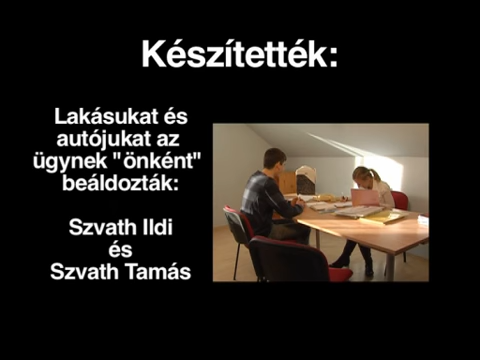 Készítették:
Lakásukat és
autójukat az
ügynek "önként"
beáldozták:
Szvath Ildi
és
Szvath Tamás